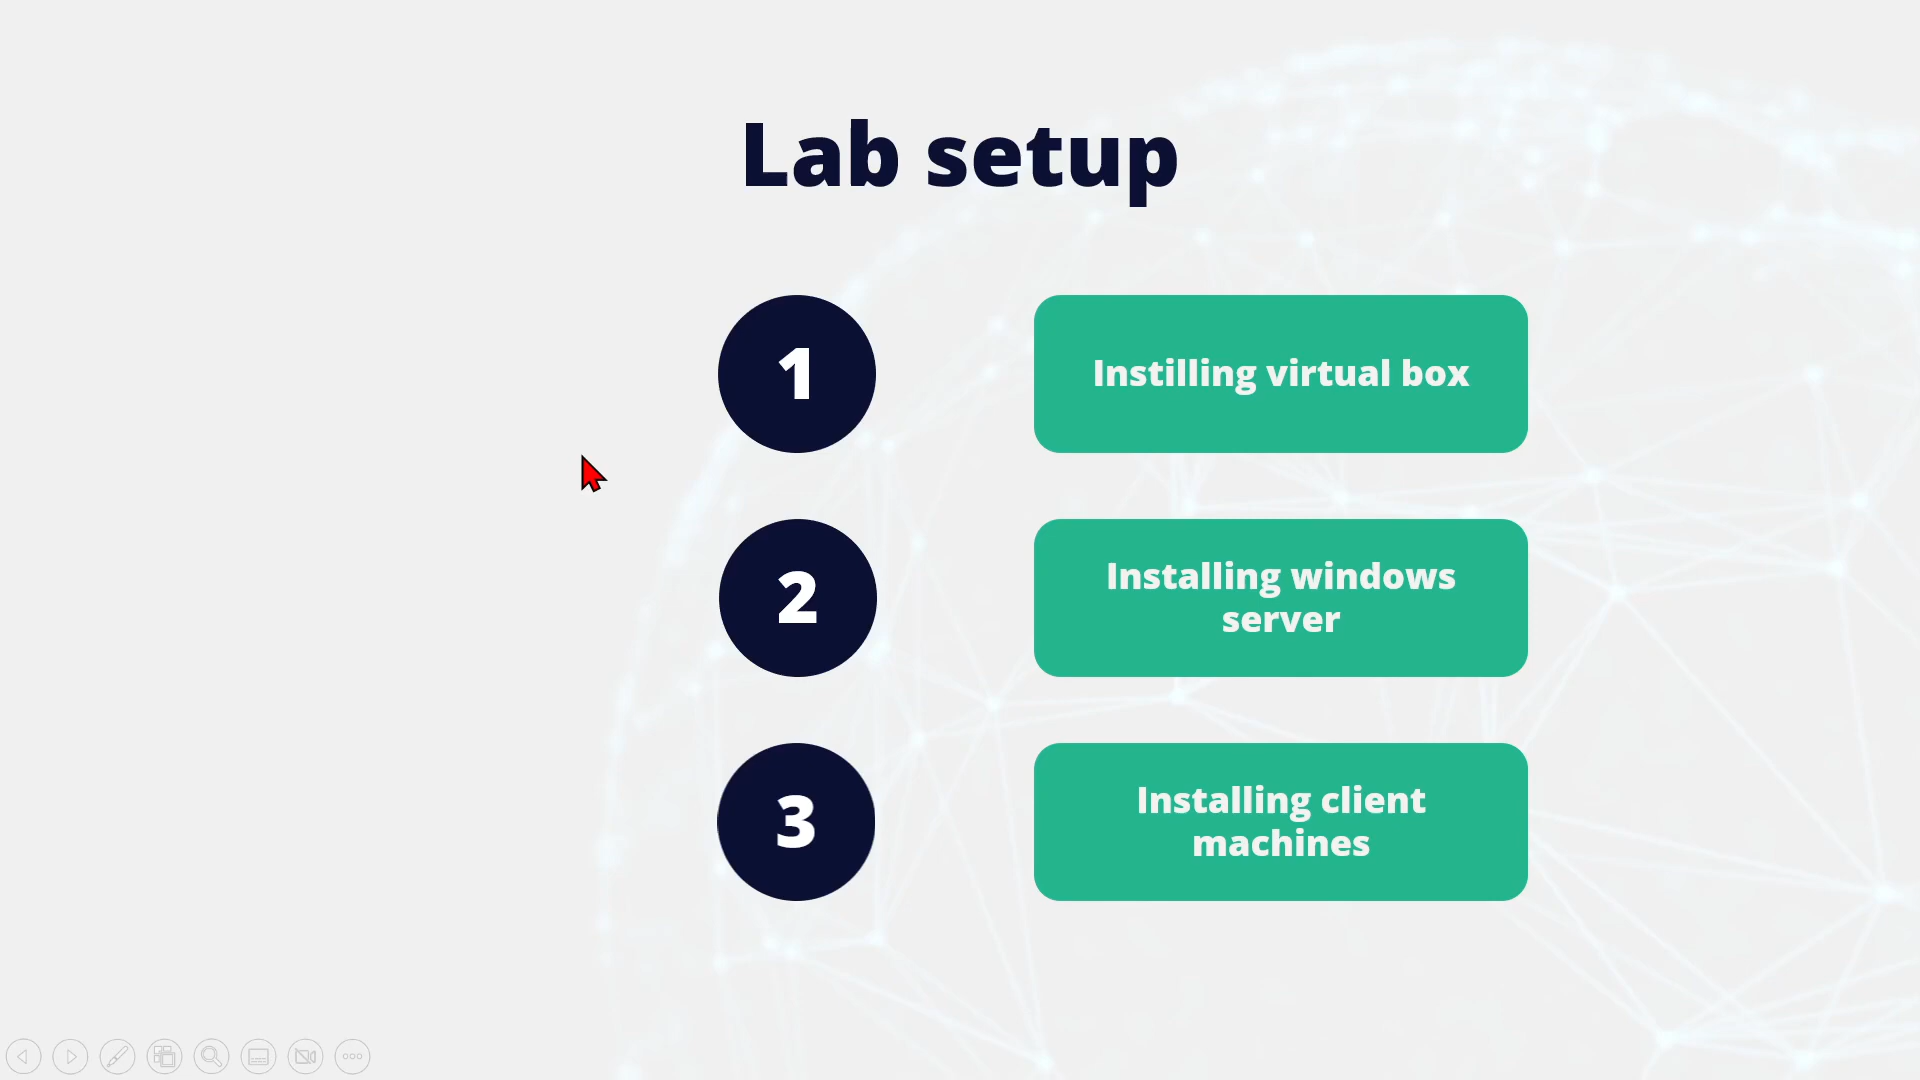 Lab setup
1
Instilling virtual box
2
Installing windows
server
3
Installing client
machines